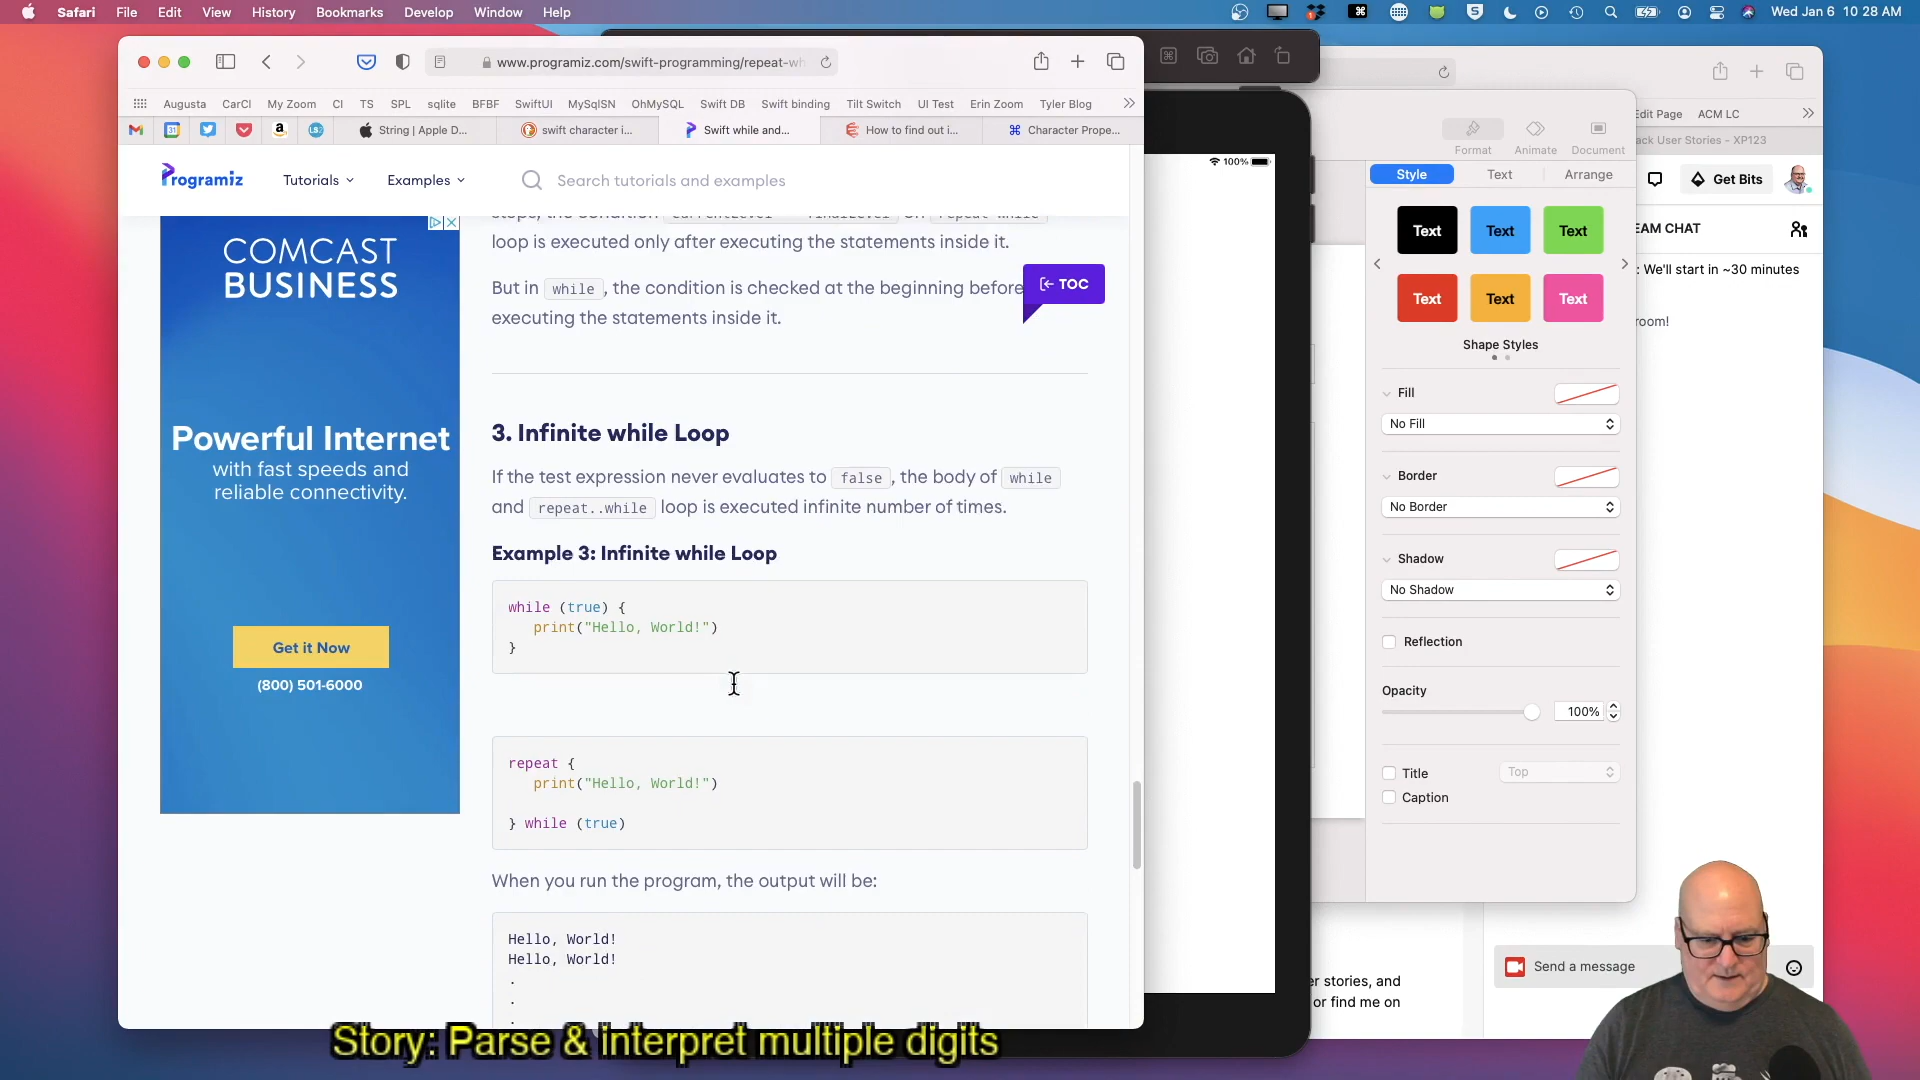 Safari File Edit View History Bookmarks Develop Window Help
Wed Jan 6 10:28 AM
www.programiz.com/swift-programming/repeat-wh
Augusta CarCl My Zoom CI TS SPL sqlite BFBF SwiftUI MySqlSN OhMySQL Swift DB Swift binding Tilt Switch UI Test Erin Zoom Tyler Blog
String | Apple D... swift character i... Swift while and... How to find out i... Character Prope...
Programiz Tutorials Examples Search tutorials and examples
loop is executed only after executing the statements inside it.
But in while, the condition is checked at the beginning before
executing the statements inside it.
TOC
3. Infinite while Loop
If the test expression never evaluates to false, the body of while
and repeat..while loop is executed infinite number of times.
Example 3: Infinite while Loop
while (true) {
print("Hello, World!")
}
repeat {
print("Hello, World!")
} while (true)
When you run the program, the output will be:
Hello, World!
Hello, World!
.
.
.
COMCAST
BUSINESS
Powerful Internet
with fast speeds and
reliable connectivity.
Get it Now
(800) 501-6000
100%
Format Animate Document
Style Text Arrange
Text Text Text
Text Text Text
Shape Styles
Fill
No Fill
Border
No Border
Shadow
No Shadow
Reflection
Opacity
100%
Title Top
Caption
Edit Page ACM LC
ack User Stories - XP123
Get Bits
EAM CHAT
: We'll start in ~30 minutes
room!
er stories, and
or find me on
Send a message
Story: Parse & interpret multiple digits